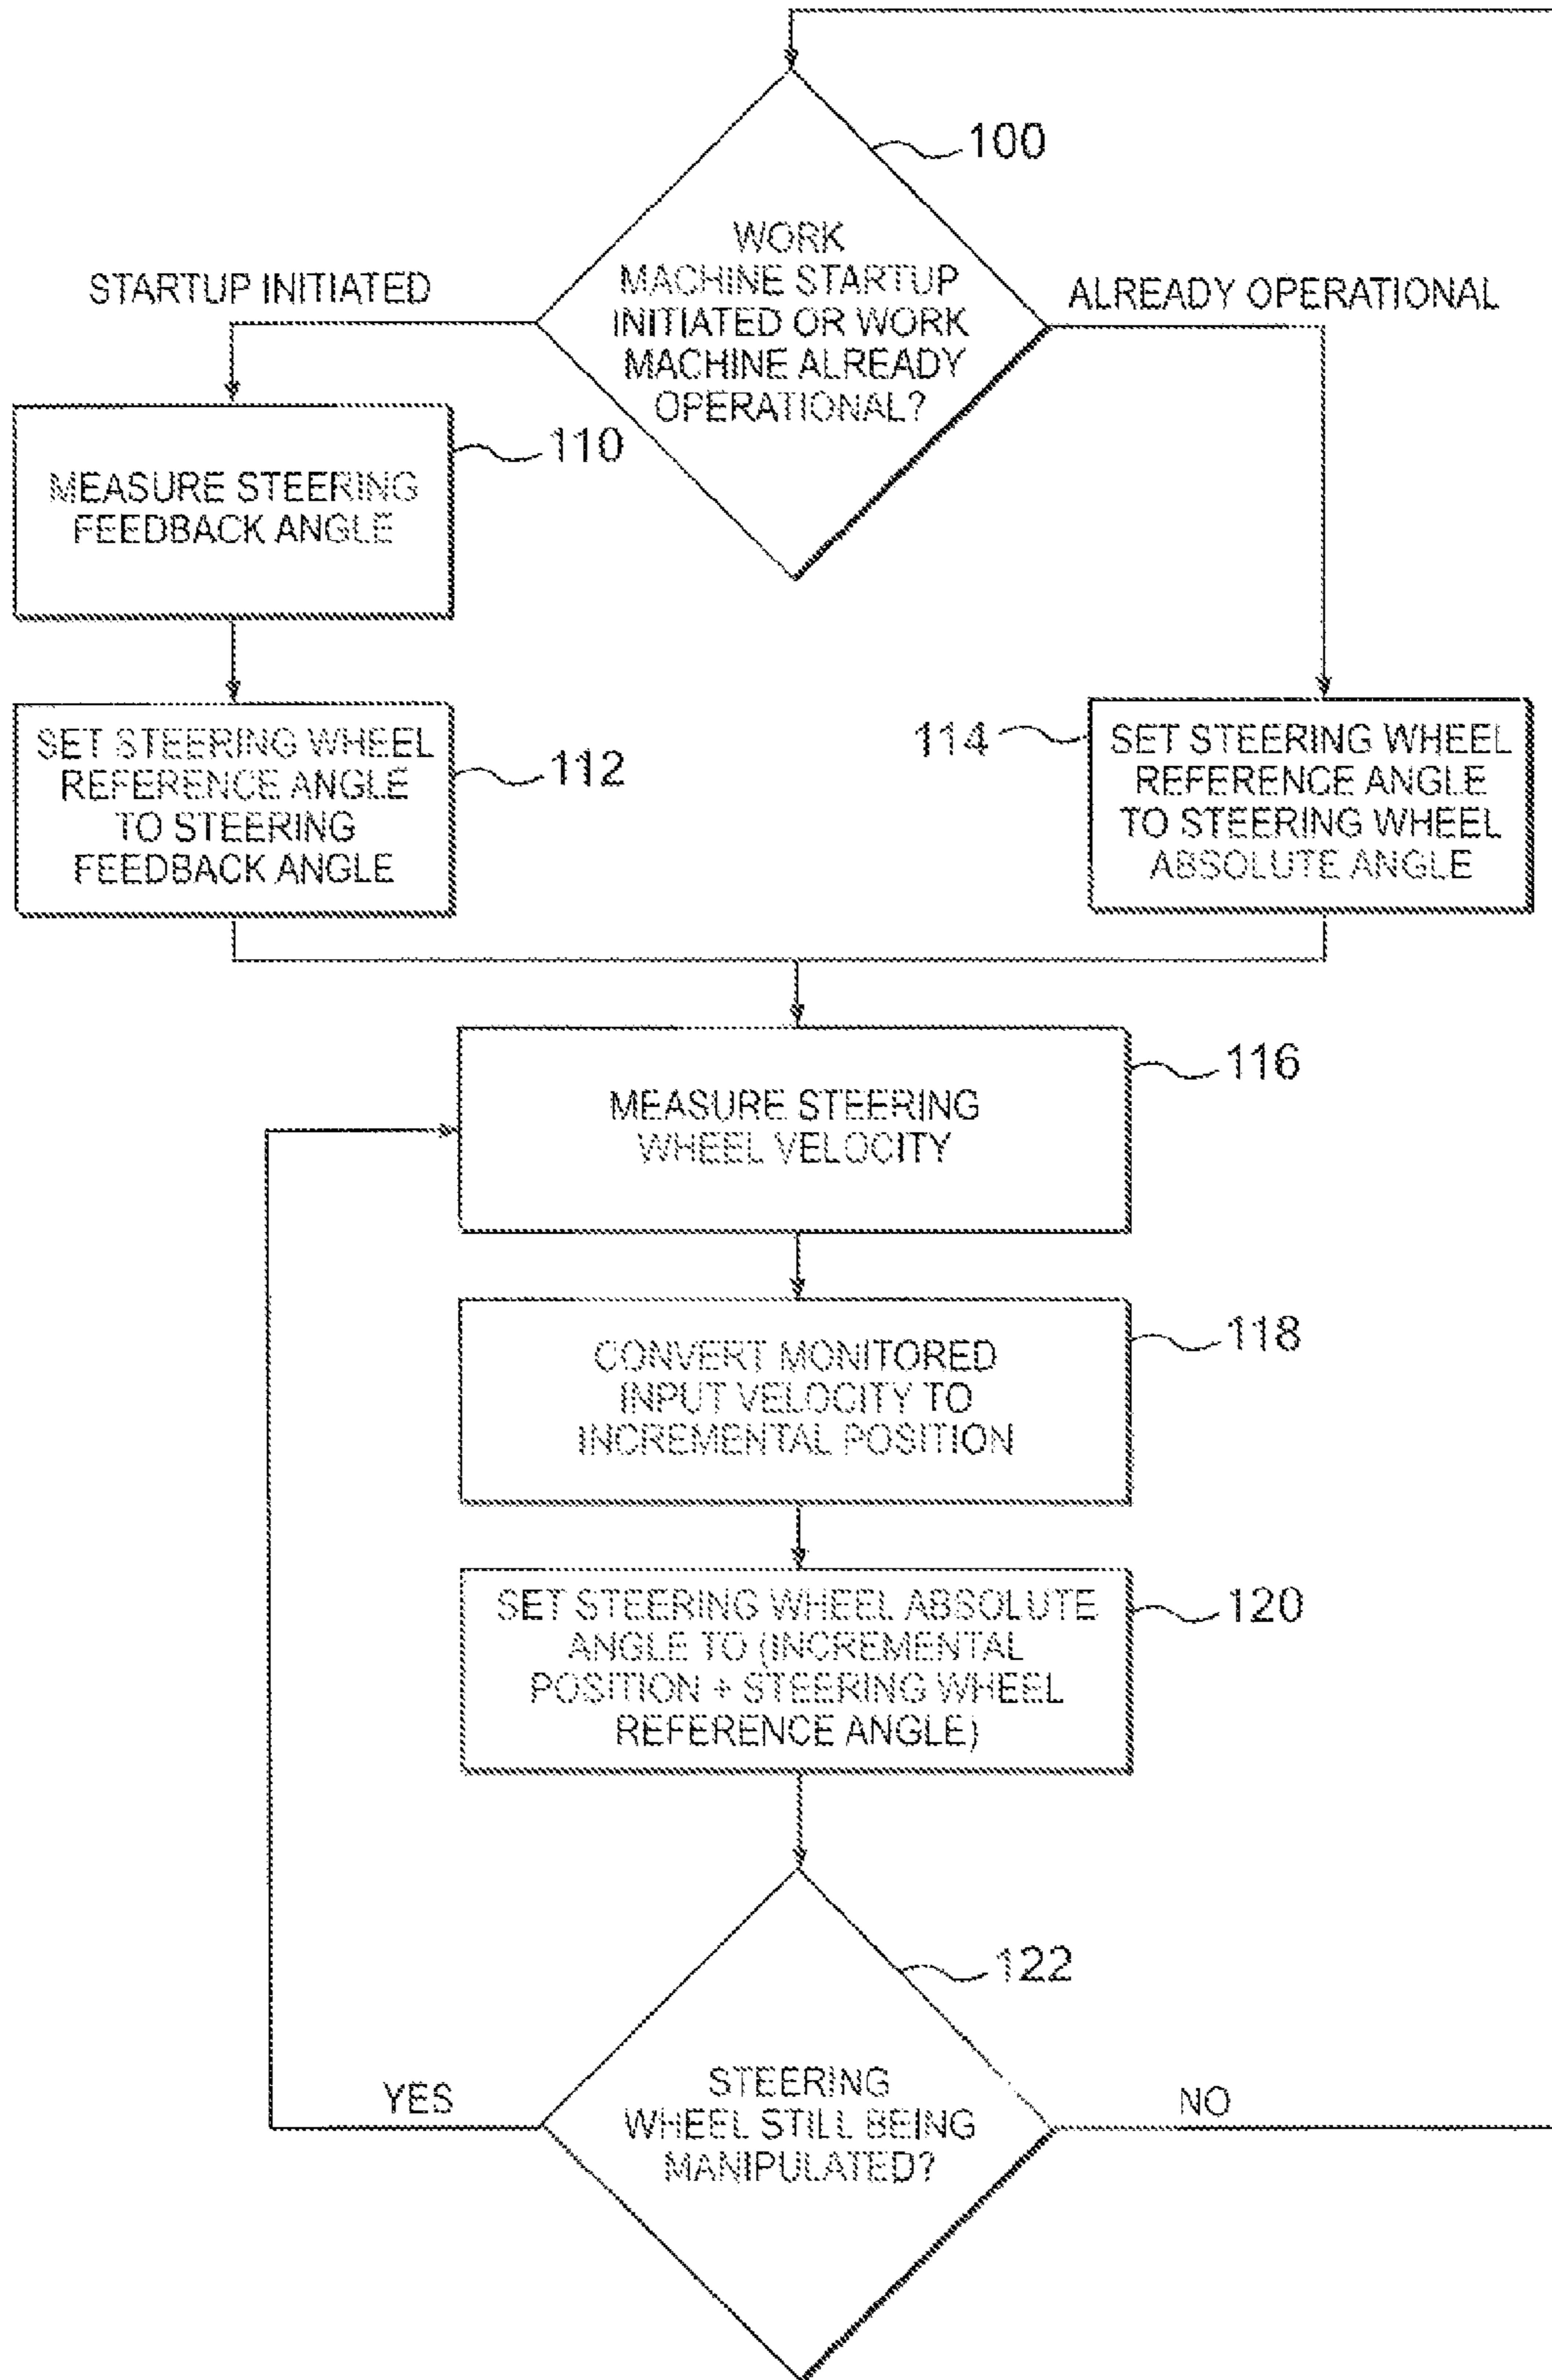 100
WORK
MACHINE STARTUP
INITIATED OR WORK
MACHINE ALREADY
OPERATIONAL?
STARTUP INITIATED
ALREADY OPERATIONAL
110
MEASURE STEERING
FEEDBACK ANGLE
SET STEERING WHEEL
REFERENCE ANGLE
TO STEERING
FEEDBACK ANGLE
112
114
SET STEERING WHEEL
REFERENCE ANGLE
TO STEERING WHEEL
ABSOLUTE ANGLE
116
MEASURE STEERING
WHEEL VELOCITY
118
CONVERT MONITORED
INPUT VELOCITY TO
INCREMENTAL POSITION
120
SET STEERING WHEEL ABSOLUTE
ANGLE TO (INCREMENTAL
POSITION + STEERING WHEEL
REFERENCE ANGLE)
122
STEERING
WHEEL STILL BEING
MANIPULATED?
YES
NO